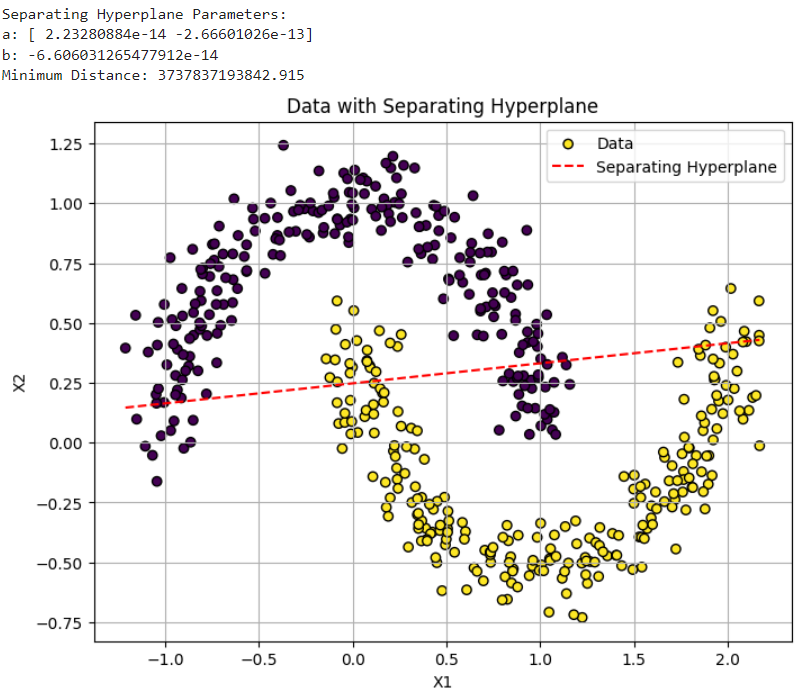 Separating Hyperplane Parameters:
a: [ 2.23280884e-14 -2.66601026e-13]
b: -6.606031265477912e-14
Minimum Distance: 3737837193842.915
Data with Separating Hyperplane
Data
Separating Hyperplane
1.25
1.00
0.75
0.50
0.25
0.00
−0.25
−0.50
−0.75
X2
−1.0 −0.5 0.0 0.5 1.0 1.5 2.0
X1